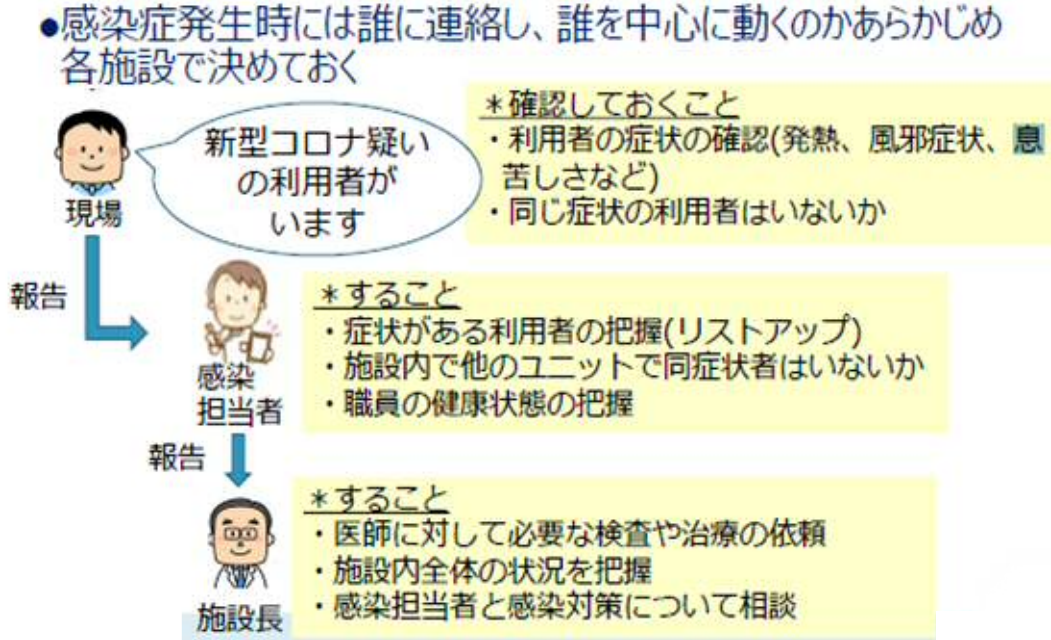 ●感染症発生時には誰に連絡し、誰を中心に動くのかあらかじめ
各施設で決めておく
新型コロナ疑い
の利用者が
います
現場
＊確認しておくこと
・利用者の症状の確認(発熱、風邪症状、息
苦しさなど)
・同じ症状の利用者はいないか
報告
感染
担当者
＊すること
・症状がある利用者の把握(リストアップ)
・施設内で他のユニットで同症状者はいないか
・職員の健康状態の把握
報告
施設長
＊すること
・医師に対して必要な検査や治療の依頼
・施設内全体の状況を把握
・感染担当者と感染対策について相談